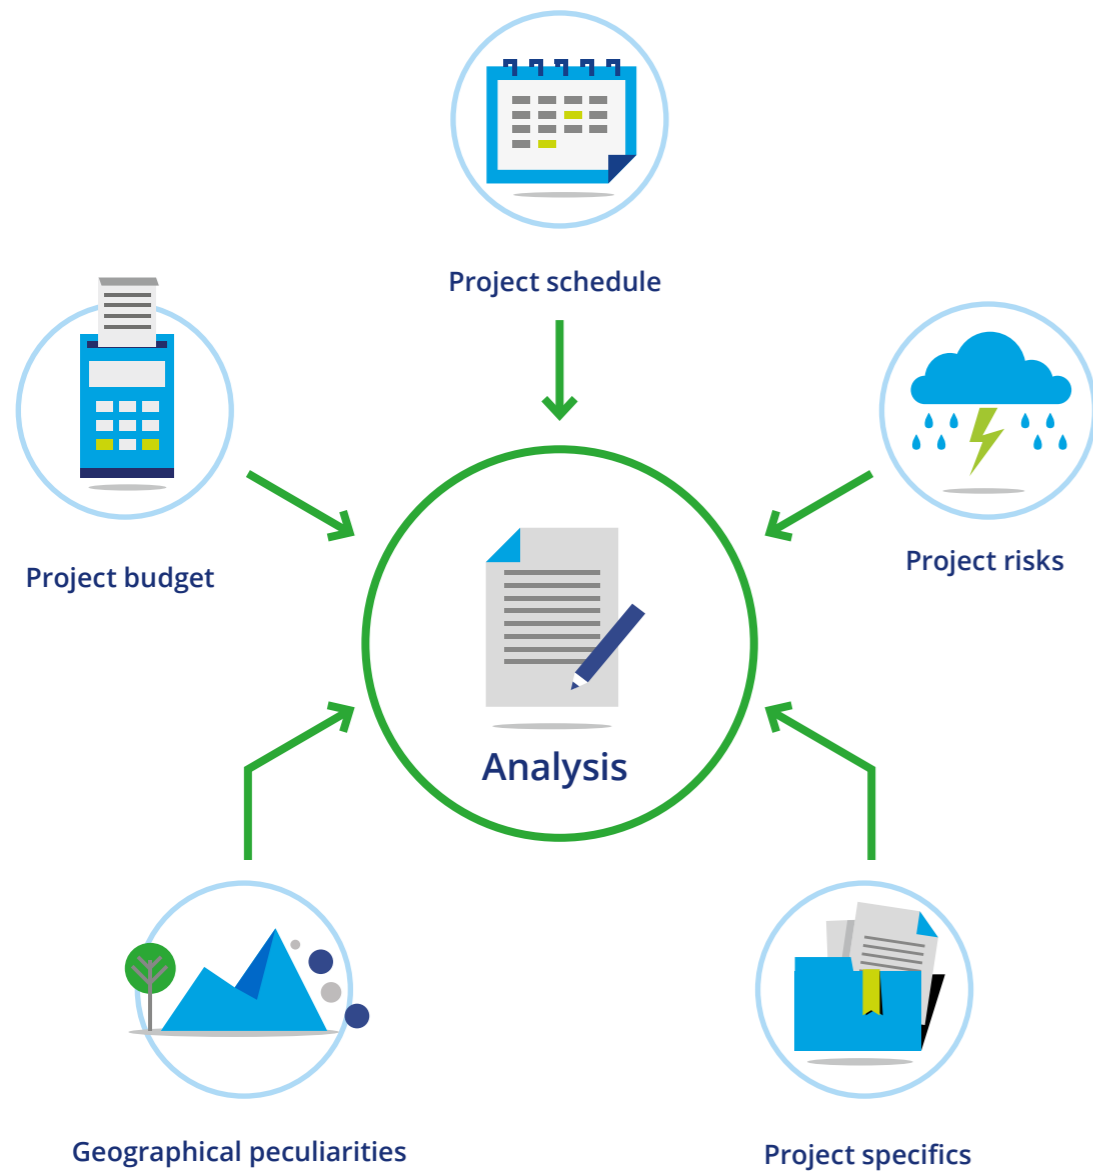 Project schedule
Project budget
Project risks
Analysis
Geographical peculiarities
Project specifics